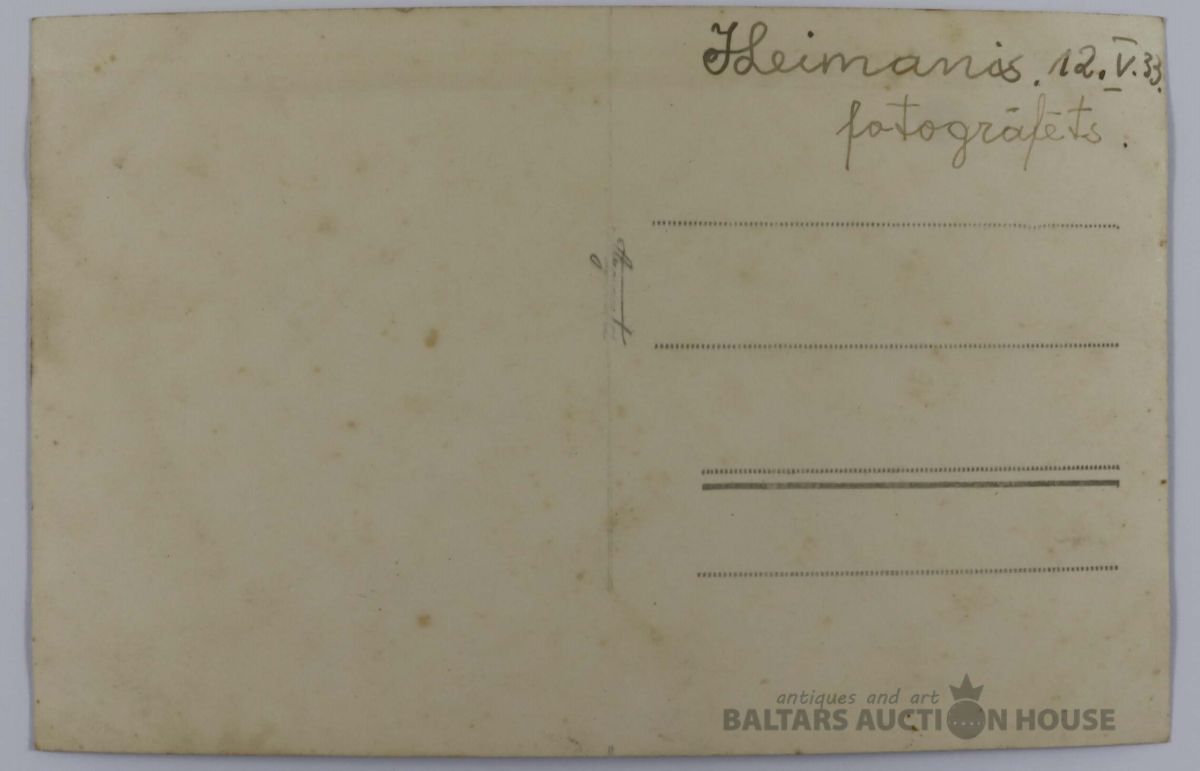 Heimanis. 12.V.33.
fotografēts.
antiques and art
BALTARS AUCTION HOUSE